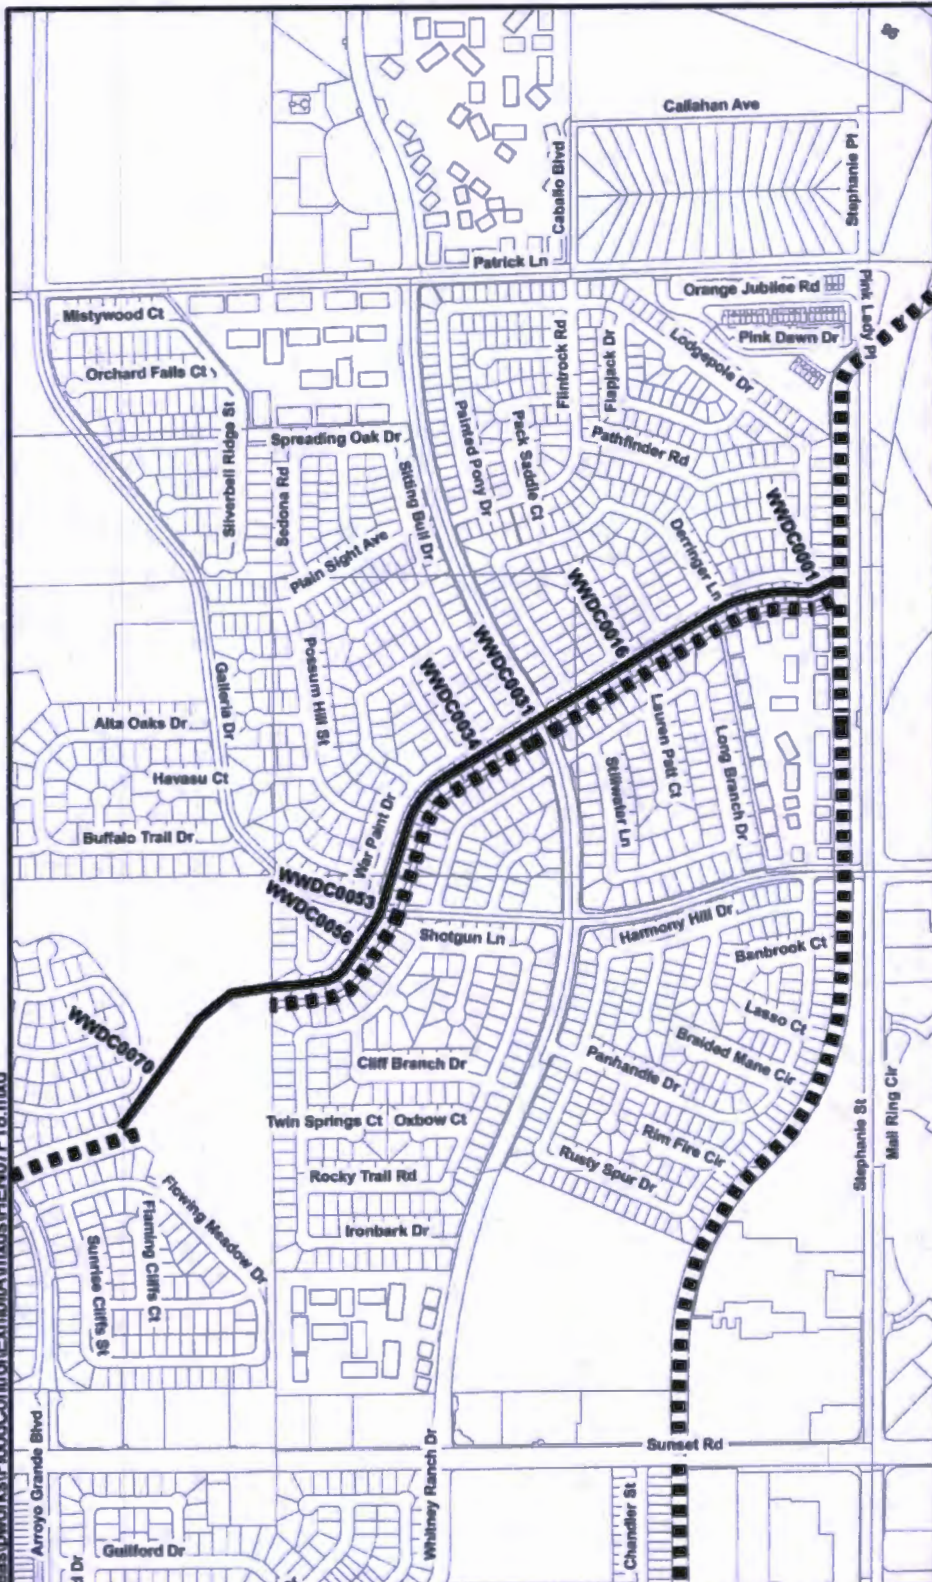 95
Callahan Ave
Stephanie Pl
Caballo Blvd
Patrick Ln
Orange Jubilee Rd
Pink Lady Pl
Mistywood Ct
Pink Dawn Dr
Flintrock Rd
Flapjack Dr
Lodgepole Dr
Orchard Falls Ct
Painted Pony Dr
Pack Saddle Ct
Silverbell Ridge St
Spreading Oak Dr
Pathfinder Rd
Sedona Rd
Sitting Bull Dr
WWDC0001
Plain Sight Ave
Derringer Ln
WWDC0016
WWDC0031
Possum Hill St
WWDC0034
Galleria Dr
Lauren Patt Ct
Long Branch Dr
Alta Oaks Dr
Stillwater Ln
Havasu Ct
War Paint Dr
Buffalo Trail Dr
WWDC0053
WWDC0056
Shotgun Ln
Harmony Hill Dr
Banbrook Ct
Lasso Ct
WWDC0070
Braided Mane Cir
Cliff Branch Dr
Panhandle Dr
Stephanie St
Mall Ring Cir
Twin Springs Ct
Oxbow Ct
Rim Fire Cir
Rocky Trail Rd
Rusty Spur Dr
Flowing Meadow Dr
Ironbark Dr
Flaming Cliffs Ct
Sunrise Cliffs St
Sunset Rd
Arroyo Grande Blvd
Whitney Ranch Dr
Chandler St
Guilford Dr
d Dr